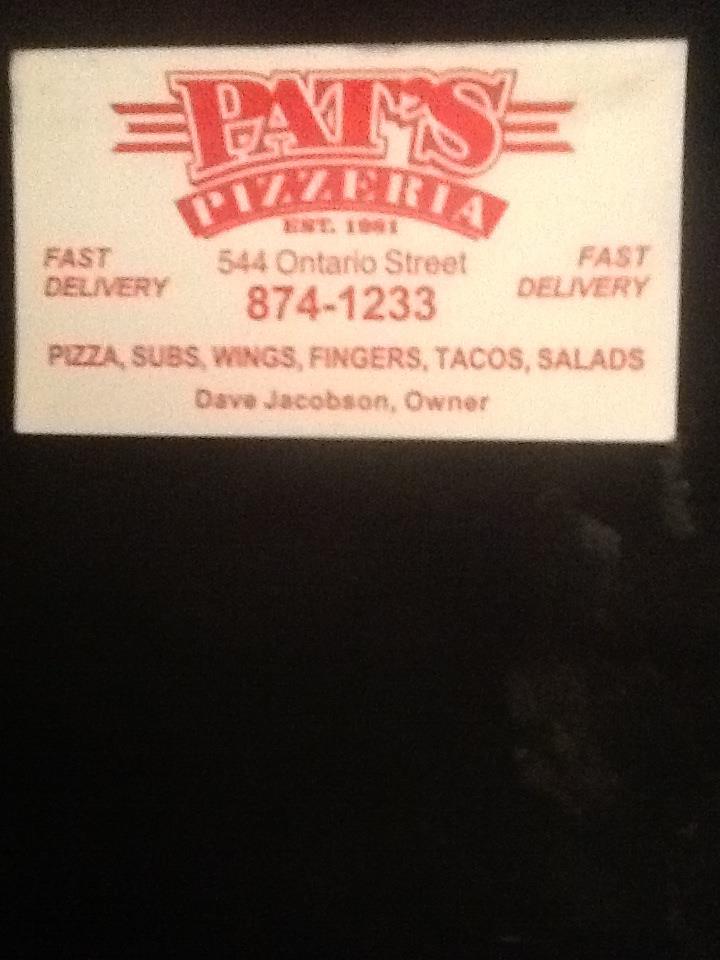 PAT'S
PIZZERIA
EST. 1961
FAST DELIVERY
544 Ontario Street
FAST DELIVERY
874-1233
PIZZA, SUBS, WINGS, FINGERS, TACOS, SALADS
Dave Jacobson, Owner